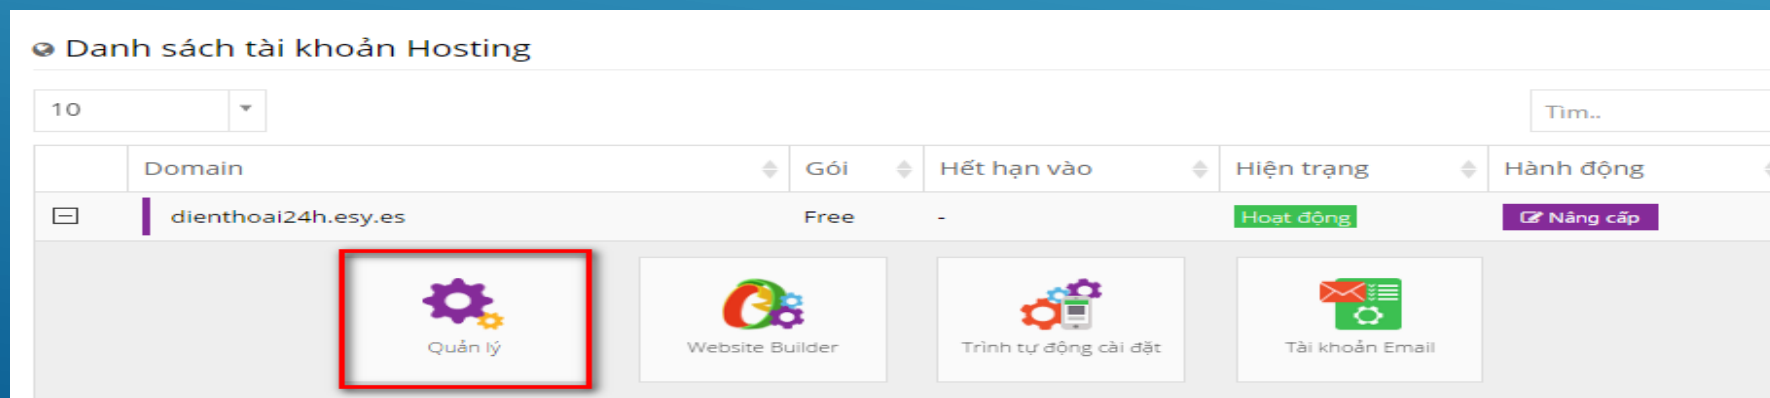 Danh sách tài khoản Hosting
10
Tìm..
Domain Gói Hết hạn vào Hiện trạng Hành động
dienthoai24h.esy.es Free - Hoạt động Nâng cấp
Quản lý Website Builder Trình tự động cài đặt Tài khoản Email